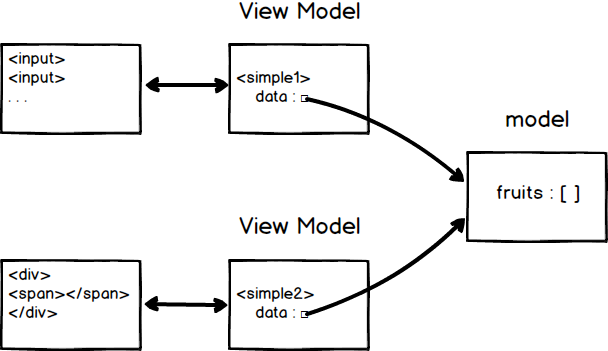 View Model
<input>
<input>
. . .
<simple1>
data :
model
fruits : [ ]
View Model
<div>
<span></span>
</div>
<simple2>
data :